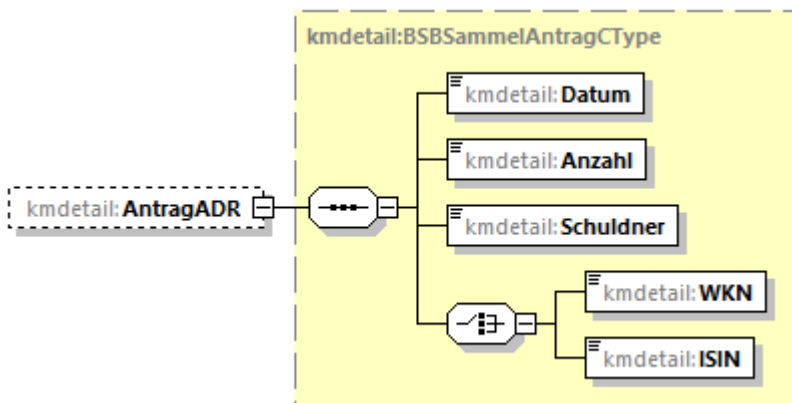 kmdetail:BSBSammelAntragCType
kmdetail:Datum
kmdetail:Anzahl
kmdetail:AntragADR
kmdetail:Schuldner
kmdetail:WKN
kmdetail:ISIN